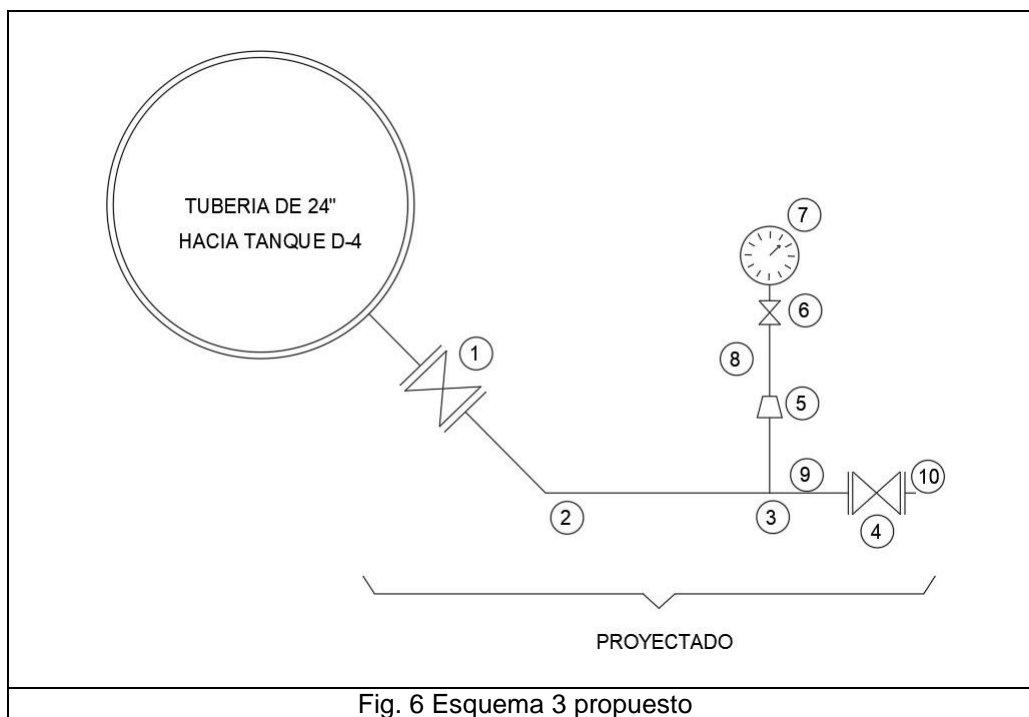 TUBERIA DE 24"
HACIA TANQUE D-4
7
6
1
8
5
9
10
2
3
4
PROYECTADO
Fig. 6 Esquema 3 propuesto